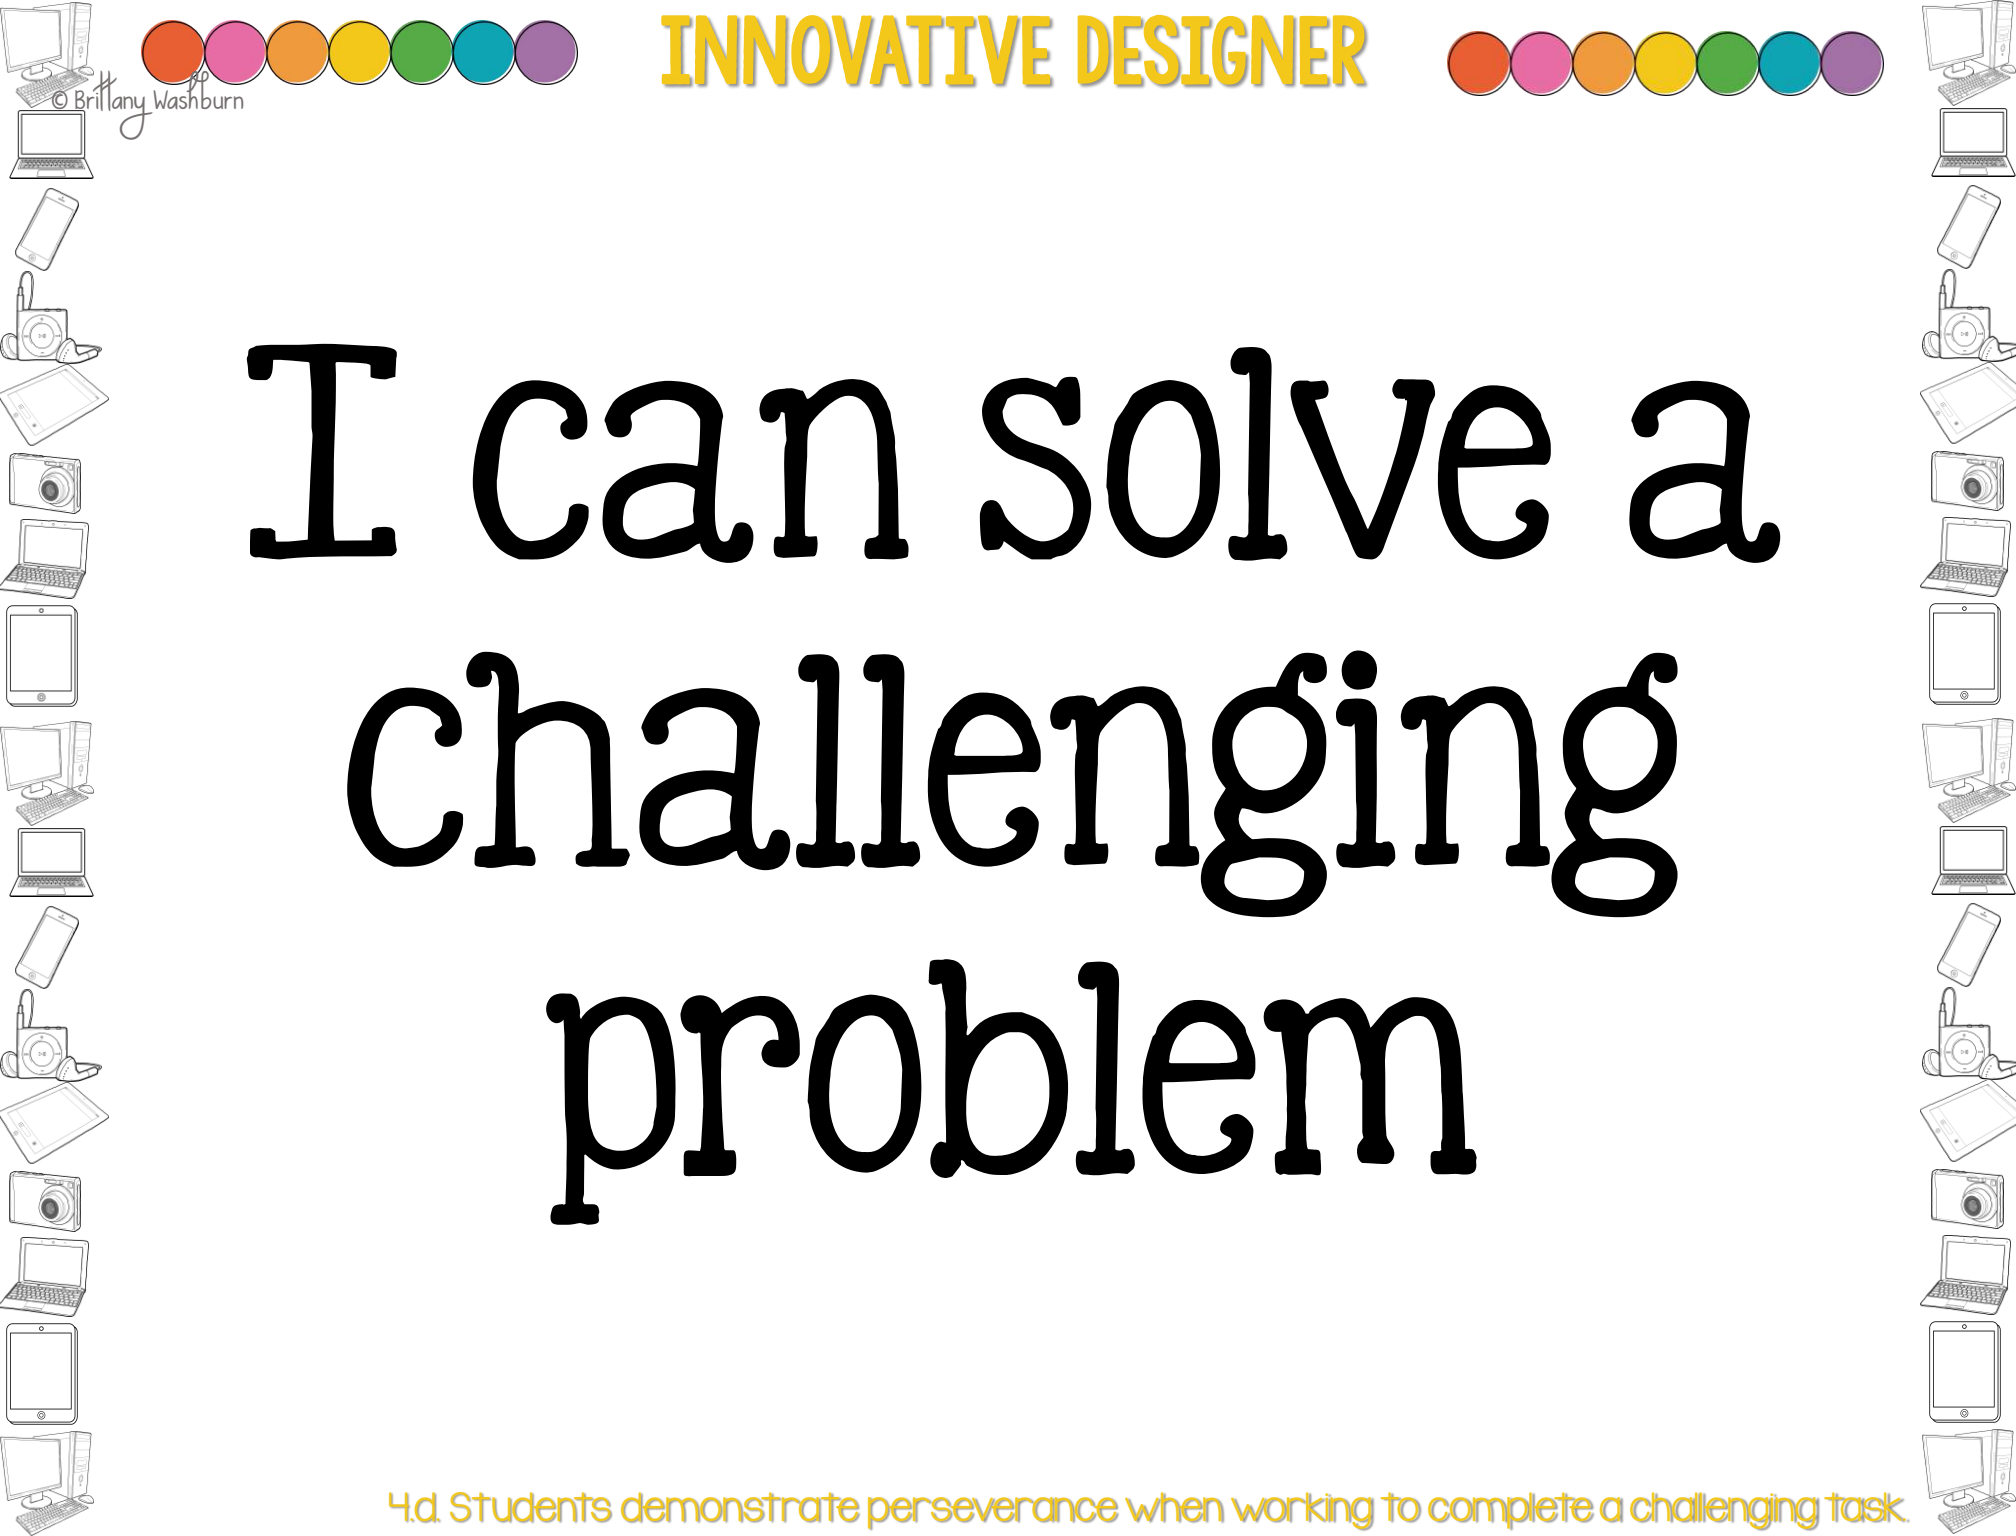 INNOVATIVE DESIGNER
© Brittany Washburn
I can solve a
challenging
problem
4.d. Students demonstrate perseverance when working to complete a challenging task.